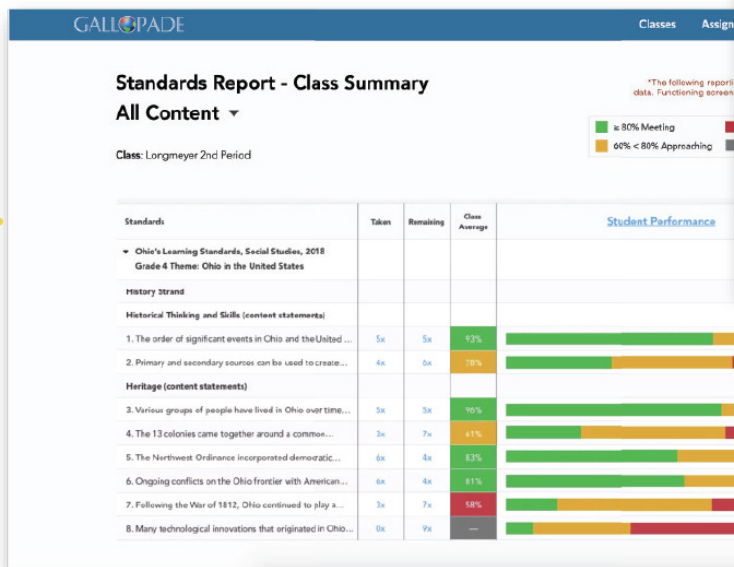 GALLOPADE
Classes Assign
Standards Report - Class Summary
All Content
*The following reporti
data. Functioning screen
≥ 80% Meeting
60% < 80% Approaching
Class: Longmeyer 2nd Period
Standards Taken Remaining Class Average Student Performance
Ohio's Learning Standards, Social Studies, 2018
Grade 4 Theme: Ohio in the United States
History Strand
Historical Thinking and Skills (content statements)
1. The order of significant events in Ohio and the United ... 5x 5x 93%
2. Primary and secondary sources can be used to create... 4x 6x 78%
Heritage (content statements)
3. Various groups of people have lived in Ohio over time... 5x 5x 96%
4. The 13 colonies came together around a common... 3x 7x 61%
5. The Northwest Ordinance incorporated democratic... 6x 4x 83%
6. Ongoing conflicts on the Ohio frontier with American... 6x 4x 81%
7. Following the War of 1812, Ohio continued to play a... 3x 7x 58%
8. Many technological innovations that originated in Ohio... 0x 9x —